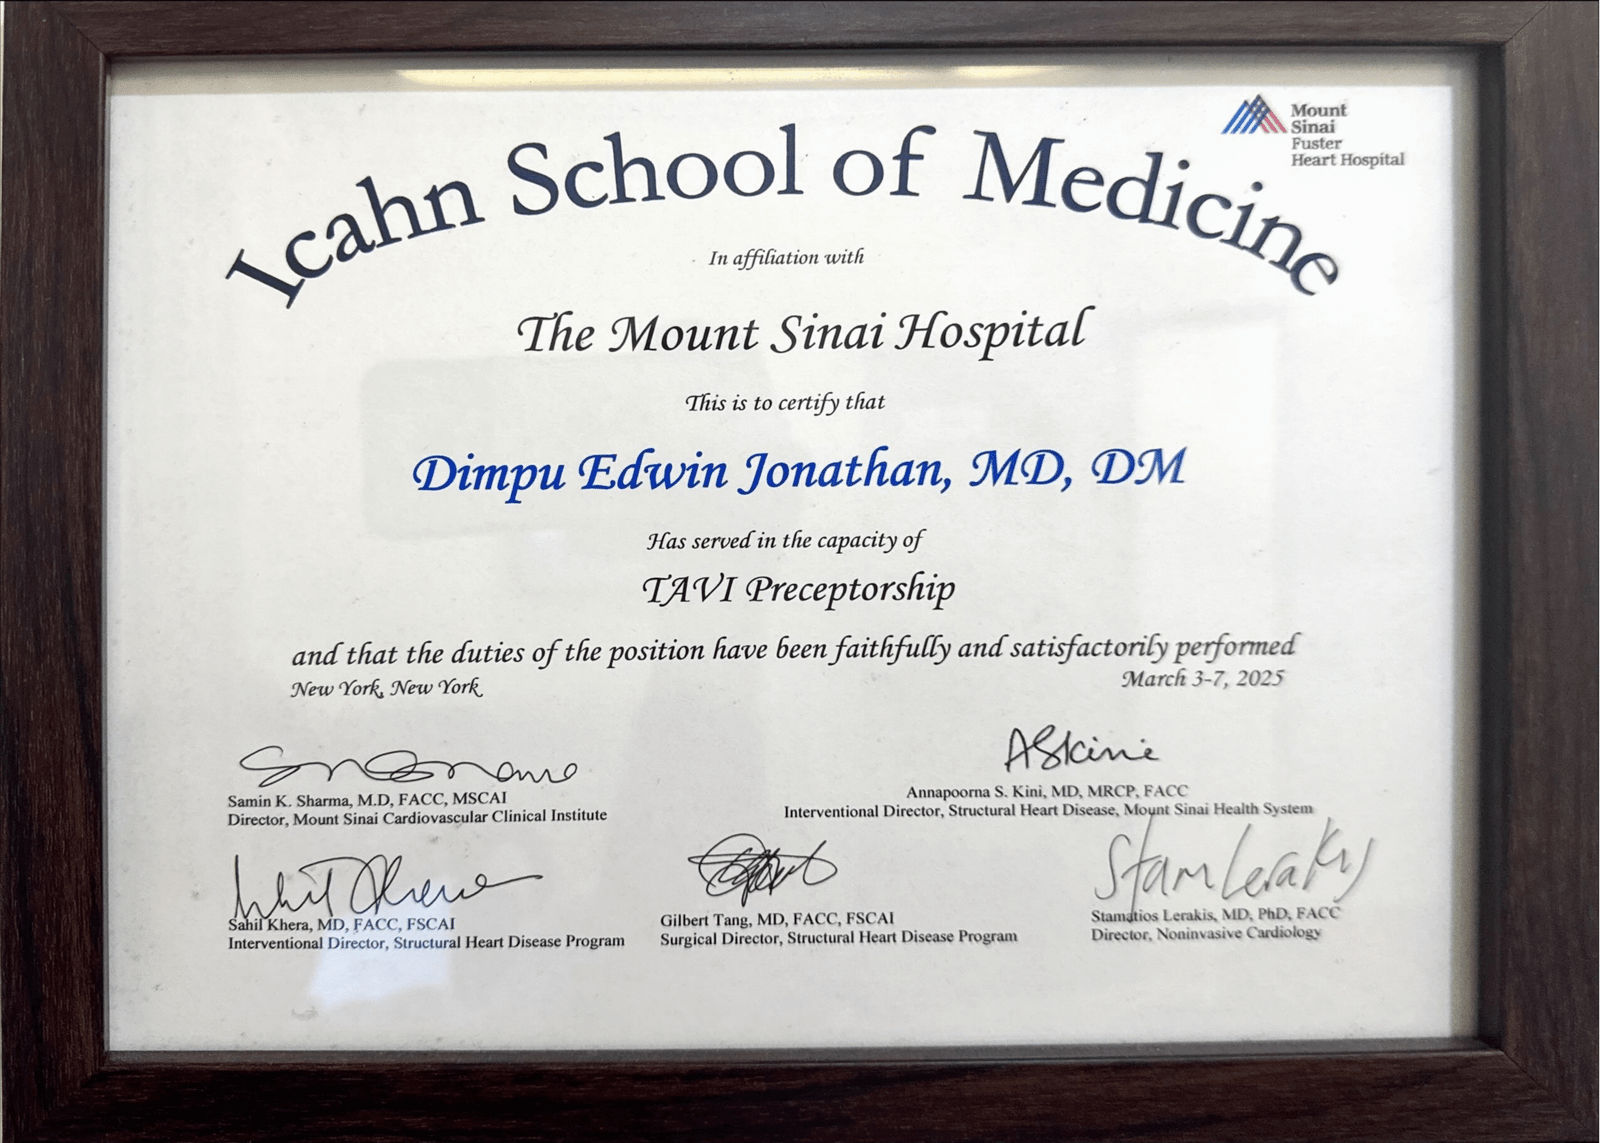 Mount
Sinai
Fuster
Heart Hospital
Icahn School of Medicine
In affiliation with
The Mount Sinai Hospital
This is to certify that
Dimpu Edwin Jonathan, MD, DM
Has served in the capacity of
TAVI Preceptorship
and that the duties of the position have been faithfully and satisfactorily performed
New York, New York
March 3-7, 2025
Samin K. Sharma, M.D, FACC, MSCAI
Director, Mount Sinai Cardiovascular Clinical Institute
ASKini
Annapoorna S. Kini, MD, MRCP, FACC
Interventional Director, Structural Heart Disease, Mount Sinai Health System
Sahil Khera
Sahil Khera, MD, FACC, FSCAI
Interventional Director, Structural Heart Disease Program
Gilbert Tang, MD, FACC, FSCAI
Surgical Director, Structural Heart Disease Program
Stam Lerakis
Stamatios Lerakis, MD, PhD, FACC
Director, Noninvasive Cardiology